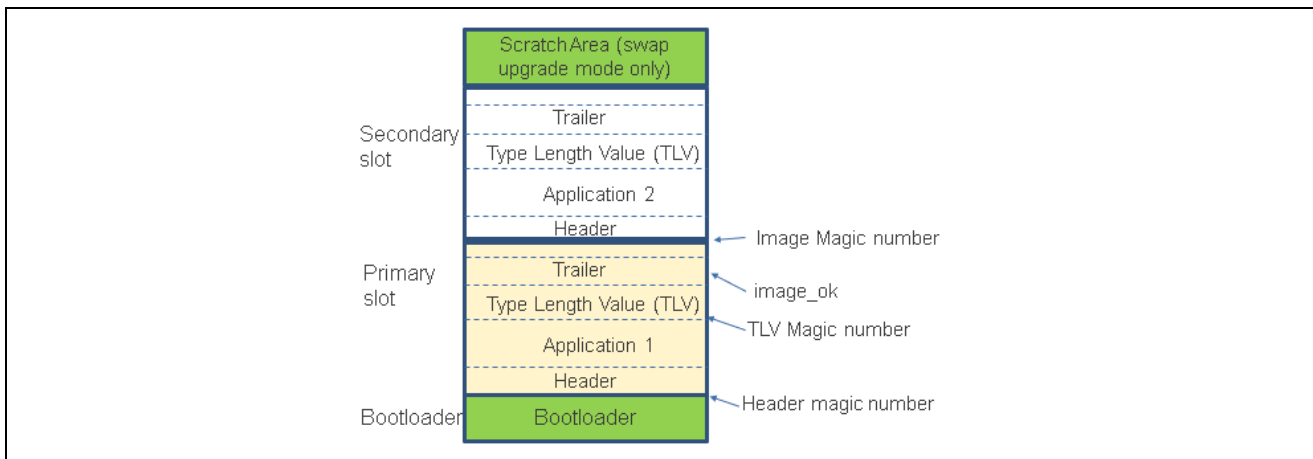 Scratch Area (swap
upgrade mode only)
Secondary
slot
Trailer
Type Length Value (TLV)
Application 2
Header
Image Magic number
Primary
slot
Trailer
image_ok
Type Length Value (TLV)
TLV Magic number
Application 1
Header
Header magic number
Bootloader
Bootloader